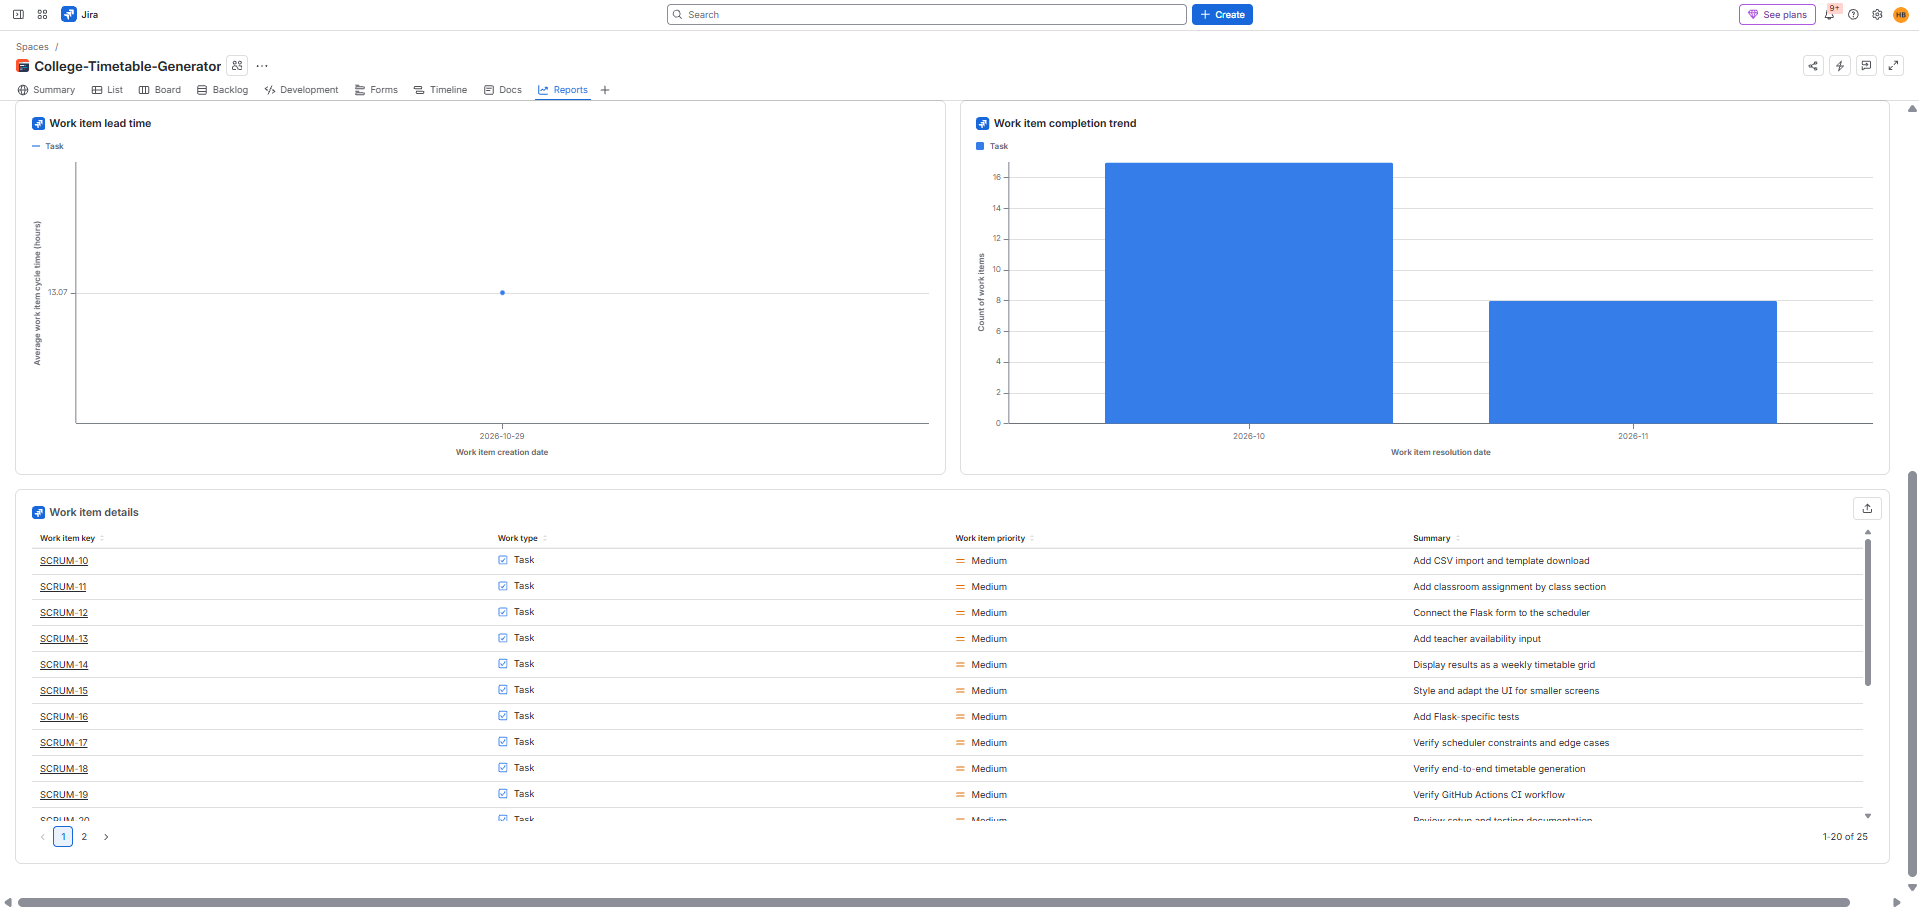 Jira
Search
Create
See plans
9+
HB
Spaces /
College-Timetable-Generator
Summary List Board Backlog Development Forms Timeline Docs Reports
Work item lead time
Task
Average work item cycle time (hours)
13.07
2026-10-29
Work item creation date
Work item completion trend
Task
Count of work items
16
14
12
10
8
6
4
2
0
2026-10 2026-11
Work item resolution date
Work item details
Work item key Work type Work item priority Summary
SCRUM-10 Task Medium Add CSV import and template download
SCRUM-11 Task Medium Add classroom assignment by class section
SCRUM-12 Task Medium Connect the Flask form to the scheduler
SCRUM-13 Task Medium Add teacher availability input
SCRUM-14 Task Medium Display results as a weekly timetable grid
SCRUM-15 Task Medium Style and adapt the UI for smaller screens
SCRUM-16 Task Medium Add Flask-specific tests
SCRUM-17 Task Medium Verify scheduler constraints and edge cases
SCRUM-18 Task Medium Verify end-to-end timetable generation
SCRUM-19 Task Medium Verify GitHub Actions CI workflow
SCRUM-20 Task Medium Review setup and testing documentation
1 2
1-20 of 25